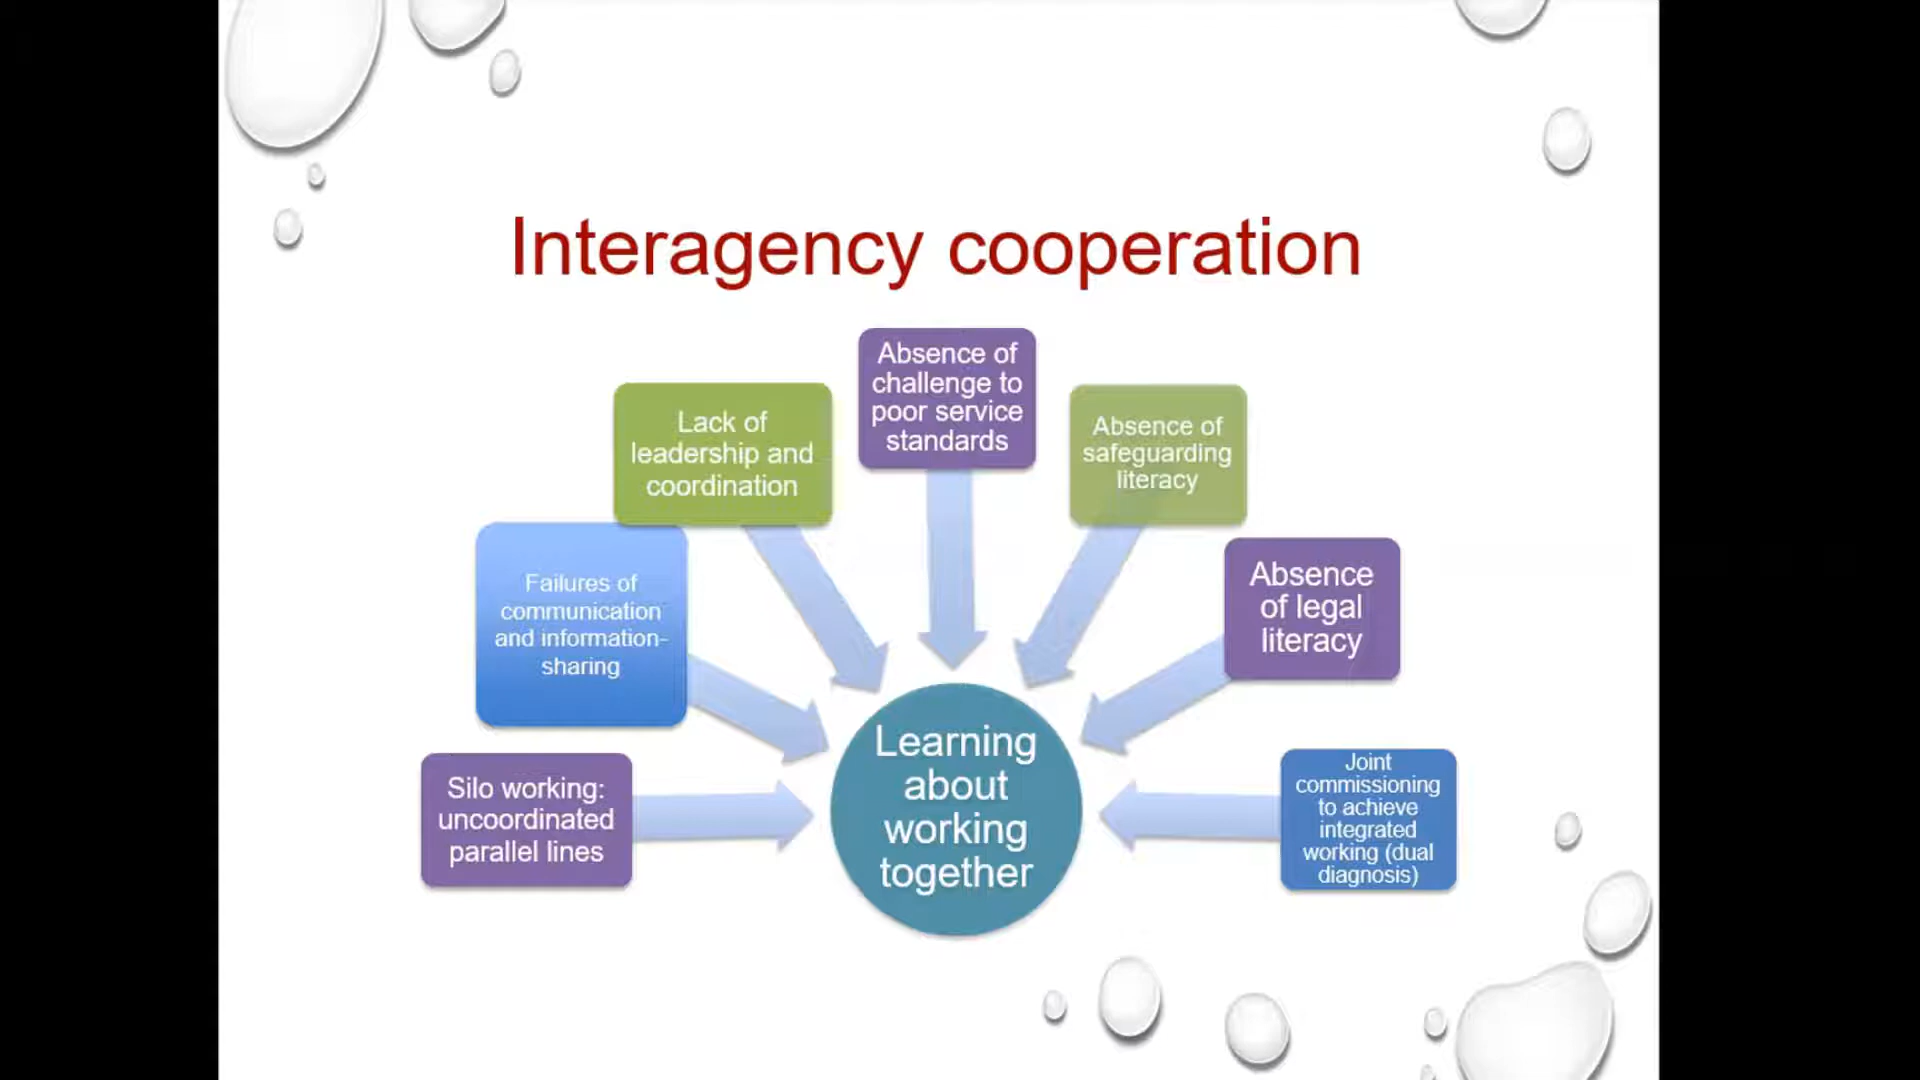 Interagency cooperation
Absence of
challenge to
poor service
standards
Lack of
leadership and
coordination
Absence of
safeguarding
literacy
Failures of
communication
and information-
sharing
Absence
of legal
literacy
Silo working:
uncoordinated
parallel lines
Learning
about
working
together
Joint
commissioning
to achieve
integrated
working (dual
diagnosis)